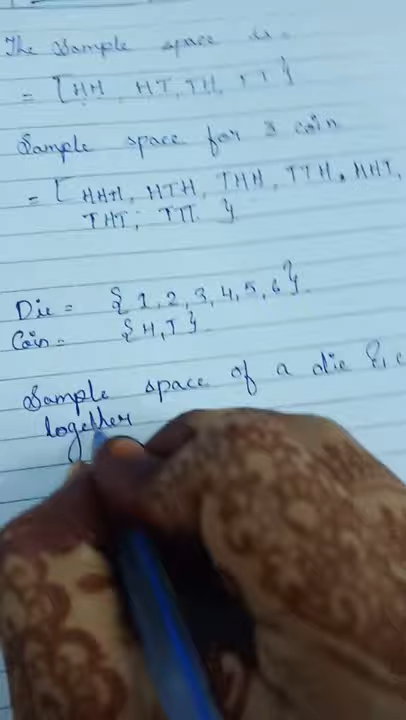 The Sample space is.
= { HH, HT, TH, TT }
Sample space for 3 coin
= { HHH, HTH, THH, TTH, HHT,
THT, TTT }
Die = { 1, 2, 3, 4, 5, 6 }.
Coin = { H, T }.
Sample space of a die & c
together